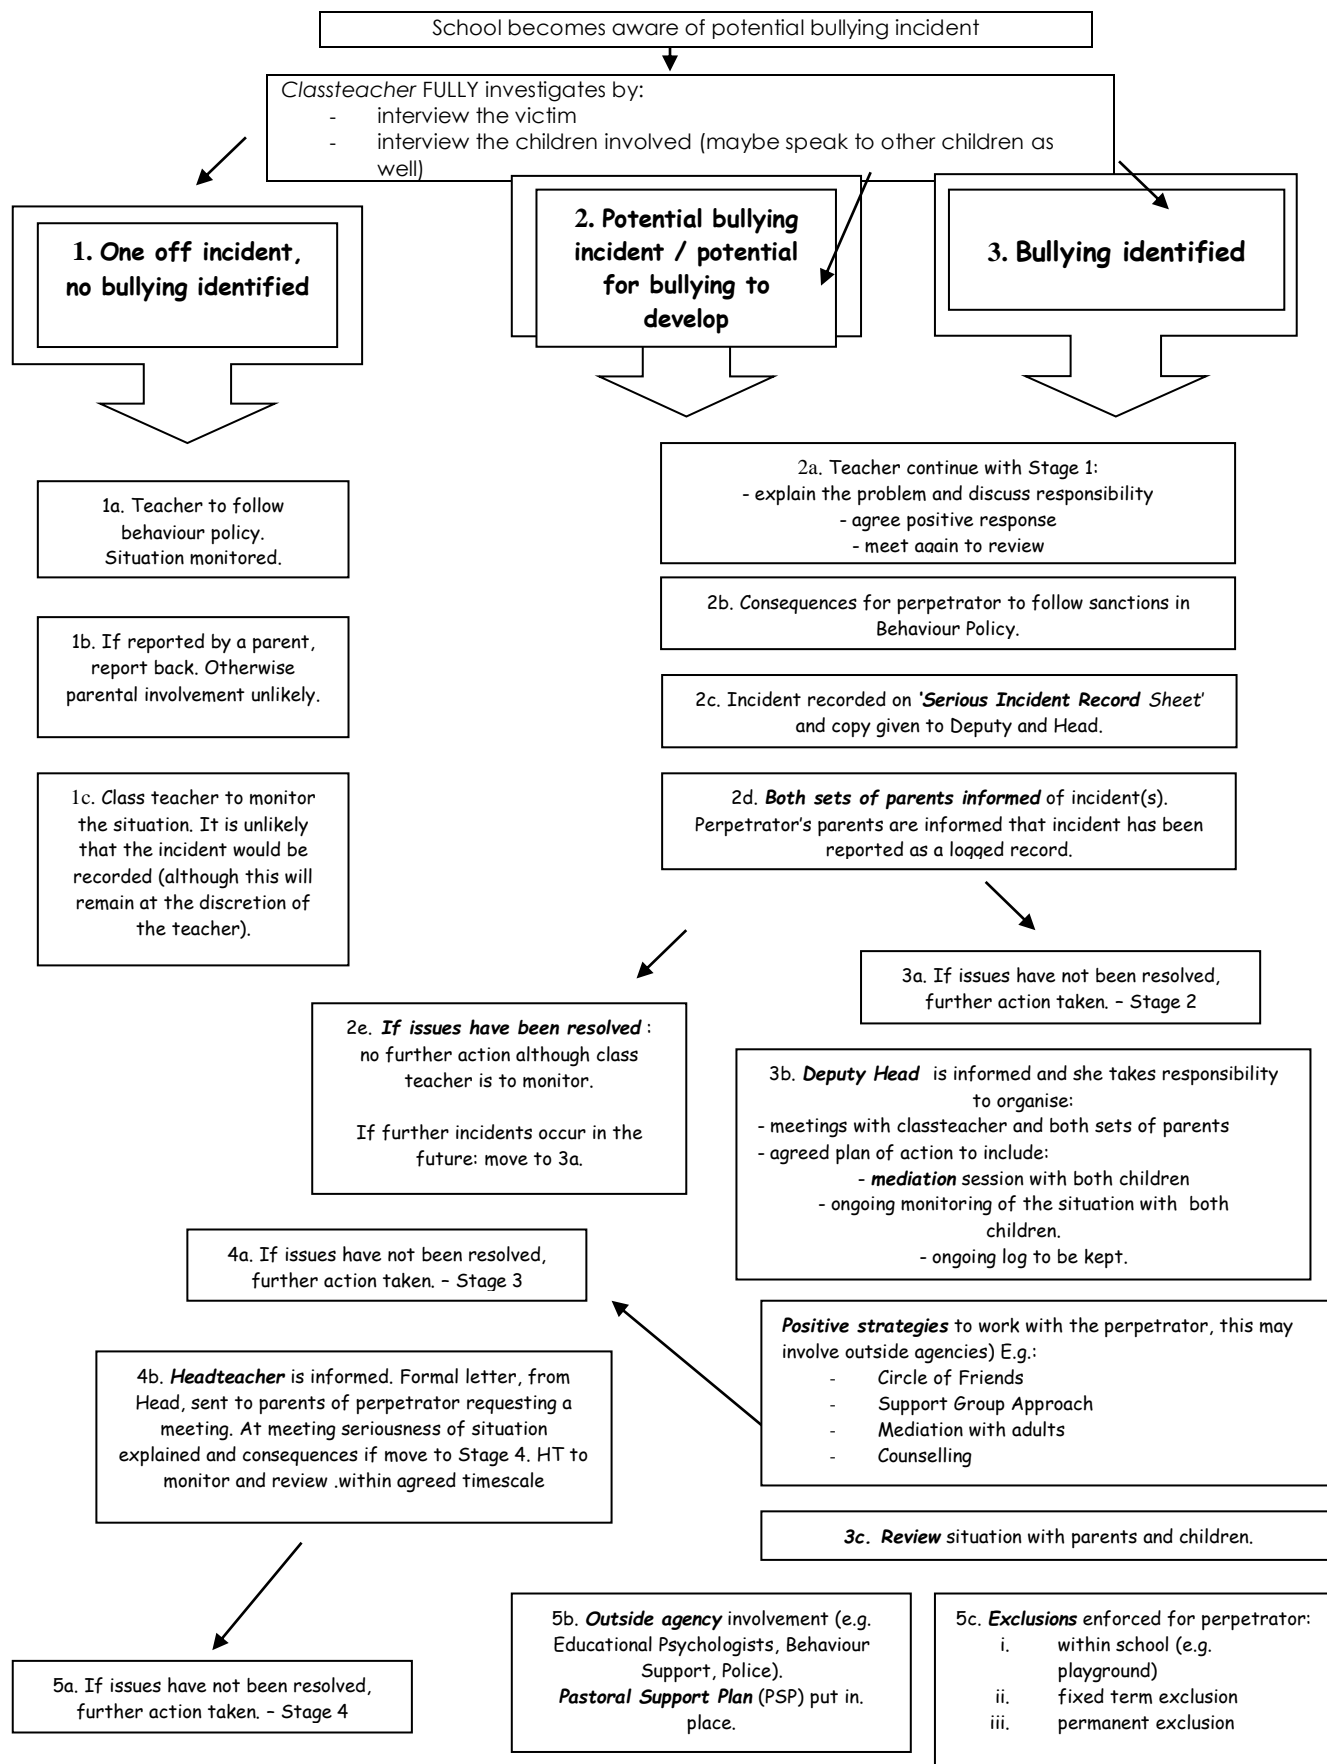 School becomes aware of potential bullying incident
Classteacher FULLY investigates by:
- interview the victim
- interview the children involved (maybe speak to other children as
well)
1. One off incident,
no bullying identified
2. Potential bullying
incident / potential
for bullying to
develop
3. Bullying identified
1a. Teacher to follow
behaviour policy.
Situation monitored.
1b. If reported by a parent,
report back. Otherwise
parental involvement unlikely.
1c. Class teacher to monitor
the situation. It is unlikely
that the incident would be
recorded (although this will
remain at the discretion of
the teacher).
2a. Teacher continue with Stage 1:
- explain the problem and discuss responsibility
- agree positive response
- meet again to review
2b. Consequences for perpetrator to follow sanctions in
Behaviour Policy.
2c. Incident recorded on ‘Serious Incident Record Sheet’
and copy given to Deputy and Head.
2d. Both sets of parents informed of incident(s).
Perpetrator’s parents are informed that incident has been
reported as a logged record.
2e. If issues have been resolved :
no further action although class
teacher is to monitor.
If further incidents occur in the
future: move to 3a.
3a. If issues have not been resolved,
further action taken. – Stage 2
3b. Deputy Head is informed and she takes responsibility
to organise:
- meetings with classteacher and both sets of parents
- agreed plan of action to include:
- mediation session with both children
- ongoing monitoring of the situation with both
children.
- ongoing log to be kept.
Positive strategies to work with the perpetrator, this may
involve outside agencies) E.g.:
- Circle of Friends
- Support Group Approach
- Mediation with adults
- Counselling
3c. Review situation with parents and children.
4a. If issues have not been resolved,
further action taken. – Stage 3
4b. Headteacher is informed. Formal letter, from
Head, sent to parents of perpetrator requesting a
meeting. At meeting seriousness of situation
explained and consequences if move to Stage 4. HT to
monitor and review .within agreed timescale
5a. If issues have not been resolved,
further action taken. – Stage 4
5b. Outside agency involvement (e.g.
Educational Psychologists, Behaviour
Support, Police).
Pastoral Support Plan (PSP) put in.
place.
5c. Exclusions enforced for perpetrator:
i. within school (e.g.
playground)
ii. fixed term exclusion
iii. permanent exclusion